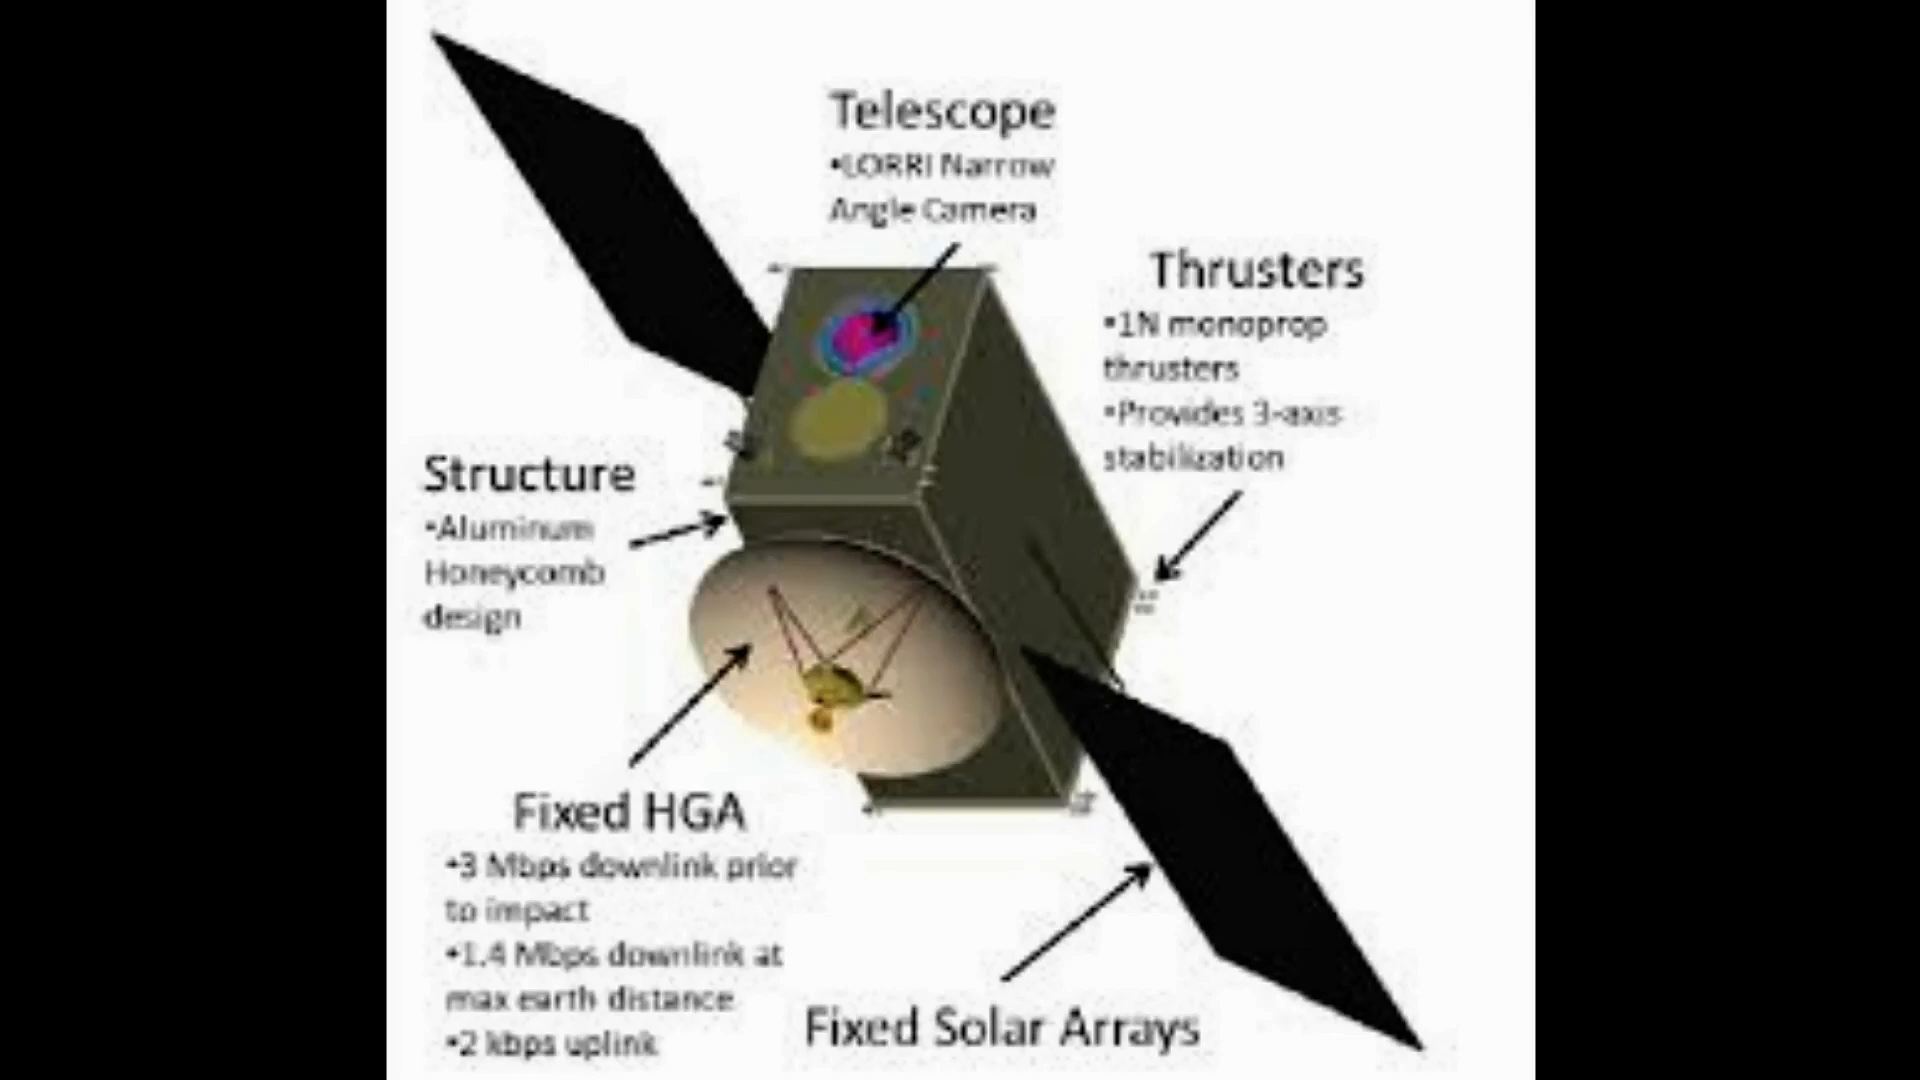 Telescope
•LORRI Narrow
Angle Camera
Thrusters
•1N monoprop
thrusters
•Provides 3-axis
stabilization
Structure
•Aluminum
Honeycomb
design
Fixed HGA
•3 Mbps downlink prior
to impact
•1.4 Mbps downlink at
max earth distance
•2 kbps uplink
Fixed Solar Arrays